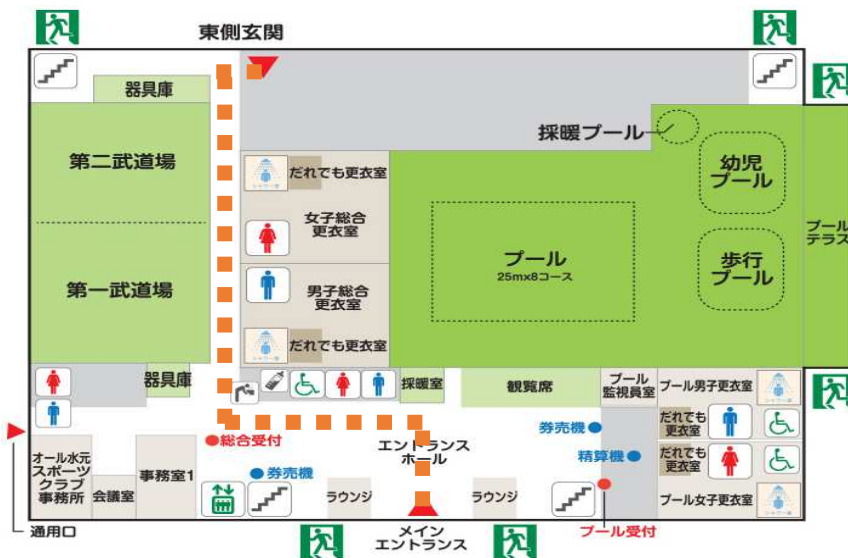 東側玄関
器具庫
第二武道場
第一武道場
だれでも更衣室
女子総合
更衣室
男子総合
更衣室
だれでも更衣室
採暖プール
幼児
プール
プール
25m×8コース
歩行
プール
プール
テラス
器具庫
採暖室
観覧席
プール
監視員室
プール男子更衣室
だれでも
更衣室
だれでも
更衣室
プール女子更衣室
総合受付
エントランス
ホール
券売機
精算機
オール水元
スポーツ
クラブ
事務所
会議室
事務室1
券売機
ラウンジ
ラウンジ
通用口
メイン
エントランス
プール受付